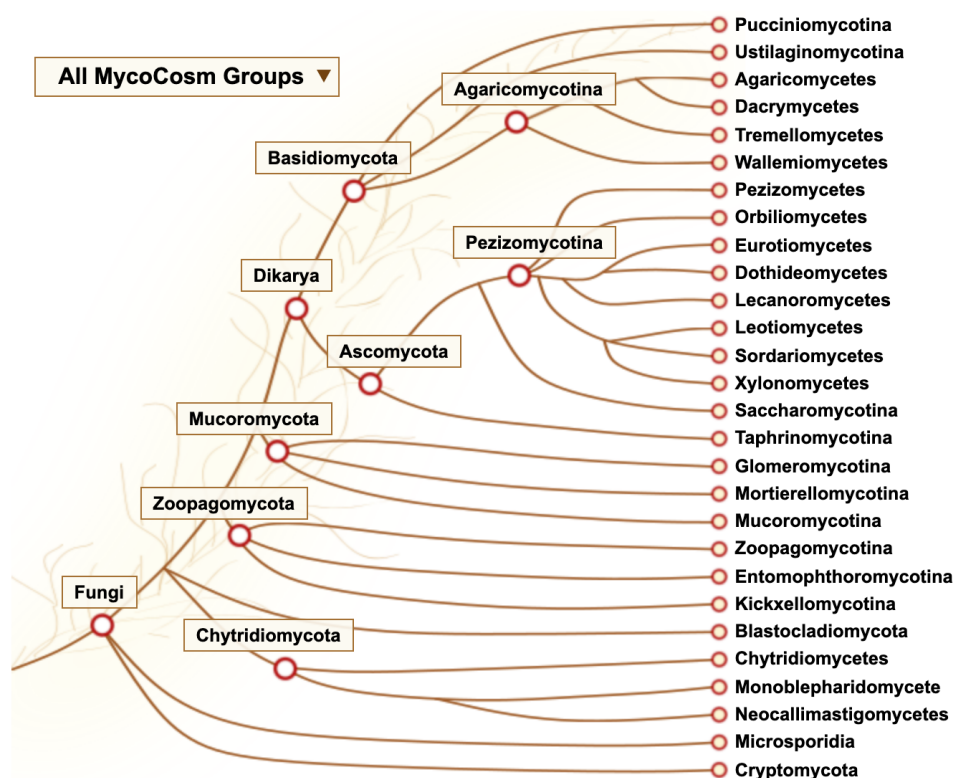 All MycoCosm Groups ▼
Pucciniomycotina
Ustilaginomycotina
Agaricomycotina
Agaricomycetes
Dacrymycetes
Tremellomycetes
Basidiomycota
Wallemiomycetes
Pezizomycetes
Orbiliomycetes
Pezizomycotina
Eurotiomycetes
Dikarya
Dothideomycetes
Lecanoromycetes
Leotiomycetes
Ascomycota
Sordariomycetes
Xylonomycetes
Saccharomycotina
Mucoromycota
Taphrinomycotina
Glomeromycotina
Mortierellomycotina
Zoopagomycota
Mucoromycotina
Zoopagomycotina
Entomophthoromycotina
Fungi
Kickxellomycotina
Blastocladiomycota
Chytridiomycota
Chytridiomycetes
Monoblepharidomycete
Neocallimastigomycetes
Microsporidia
Cryptomycota